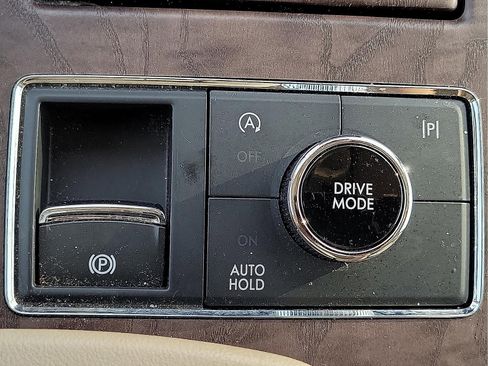 A
OFF
|P|
DRIVE
MODE
ON
AUTO
HOLD
(P)